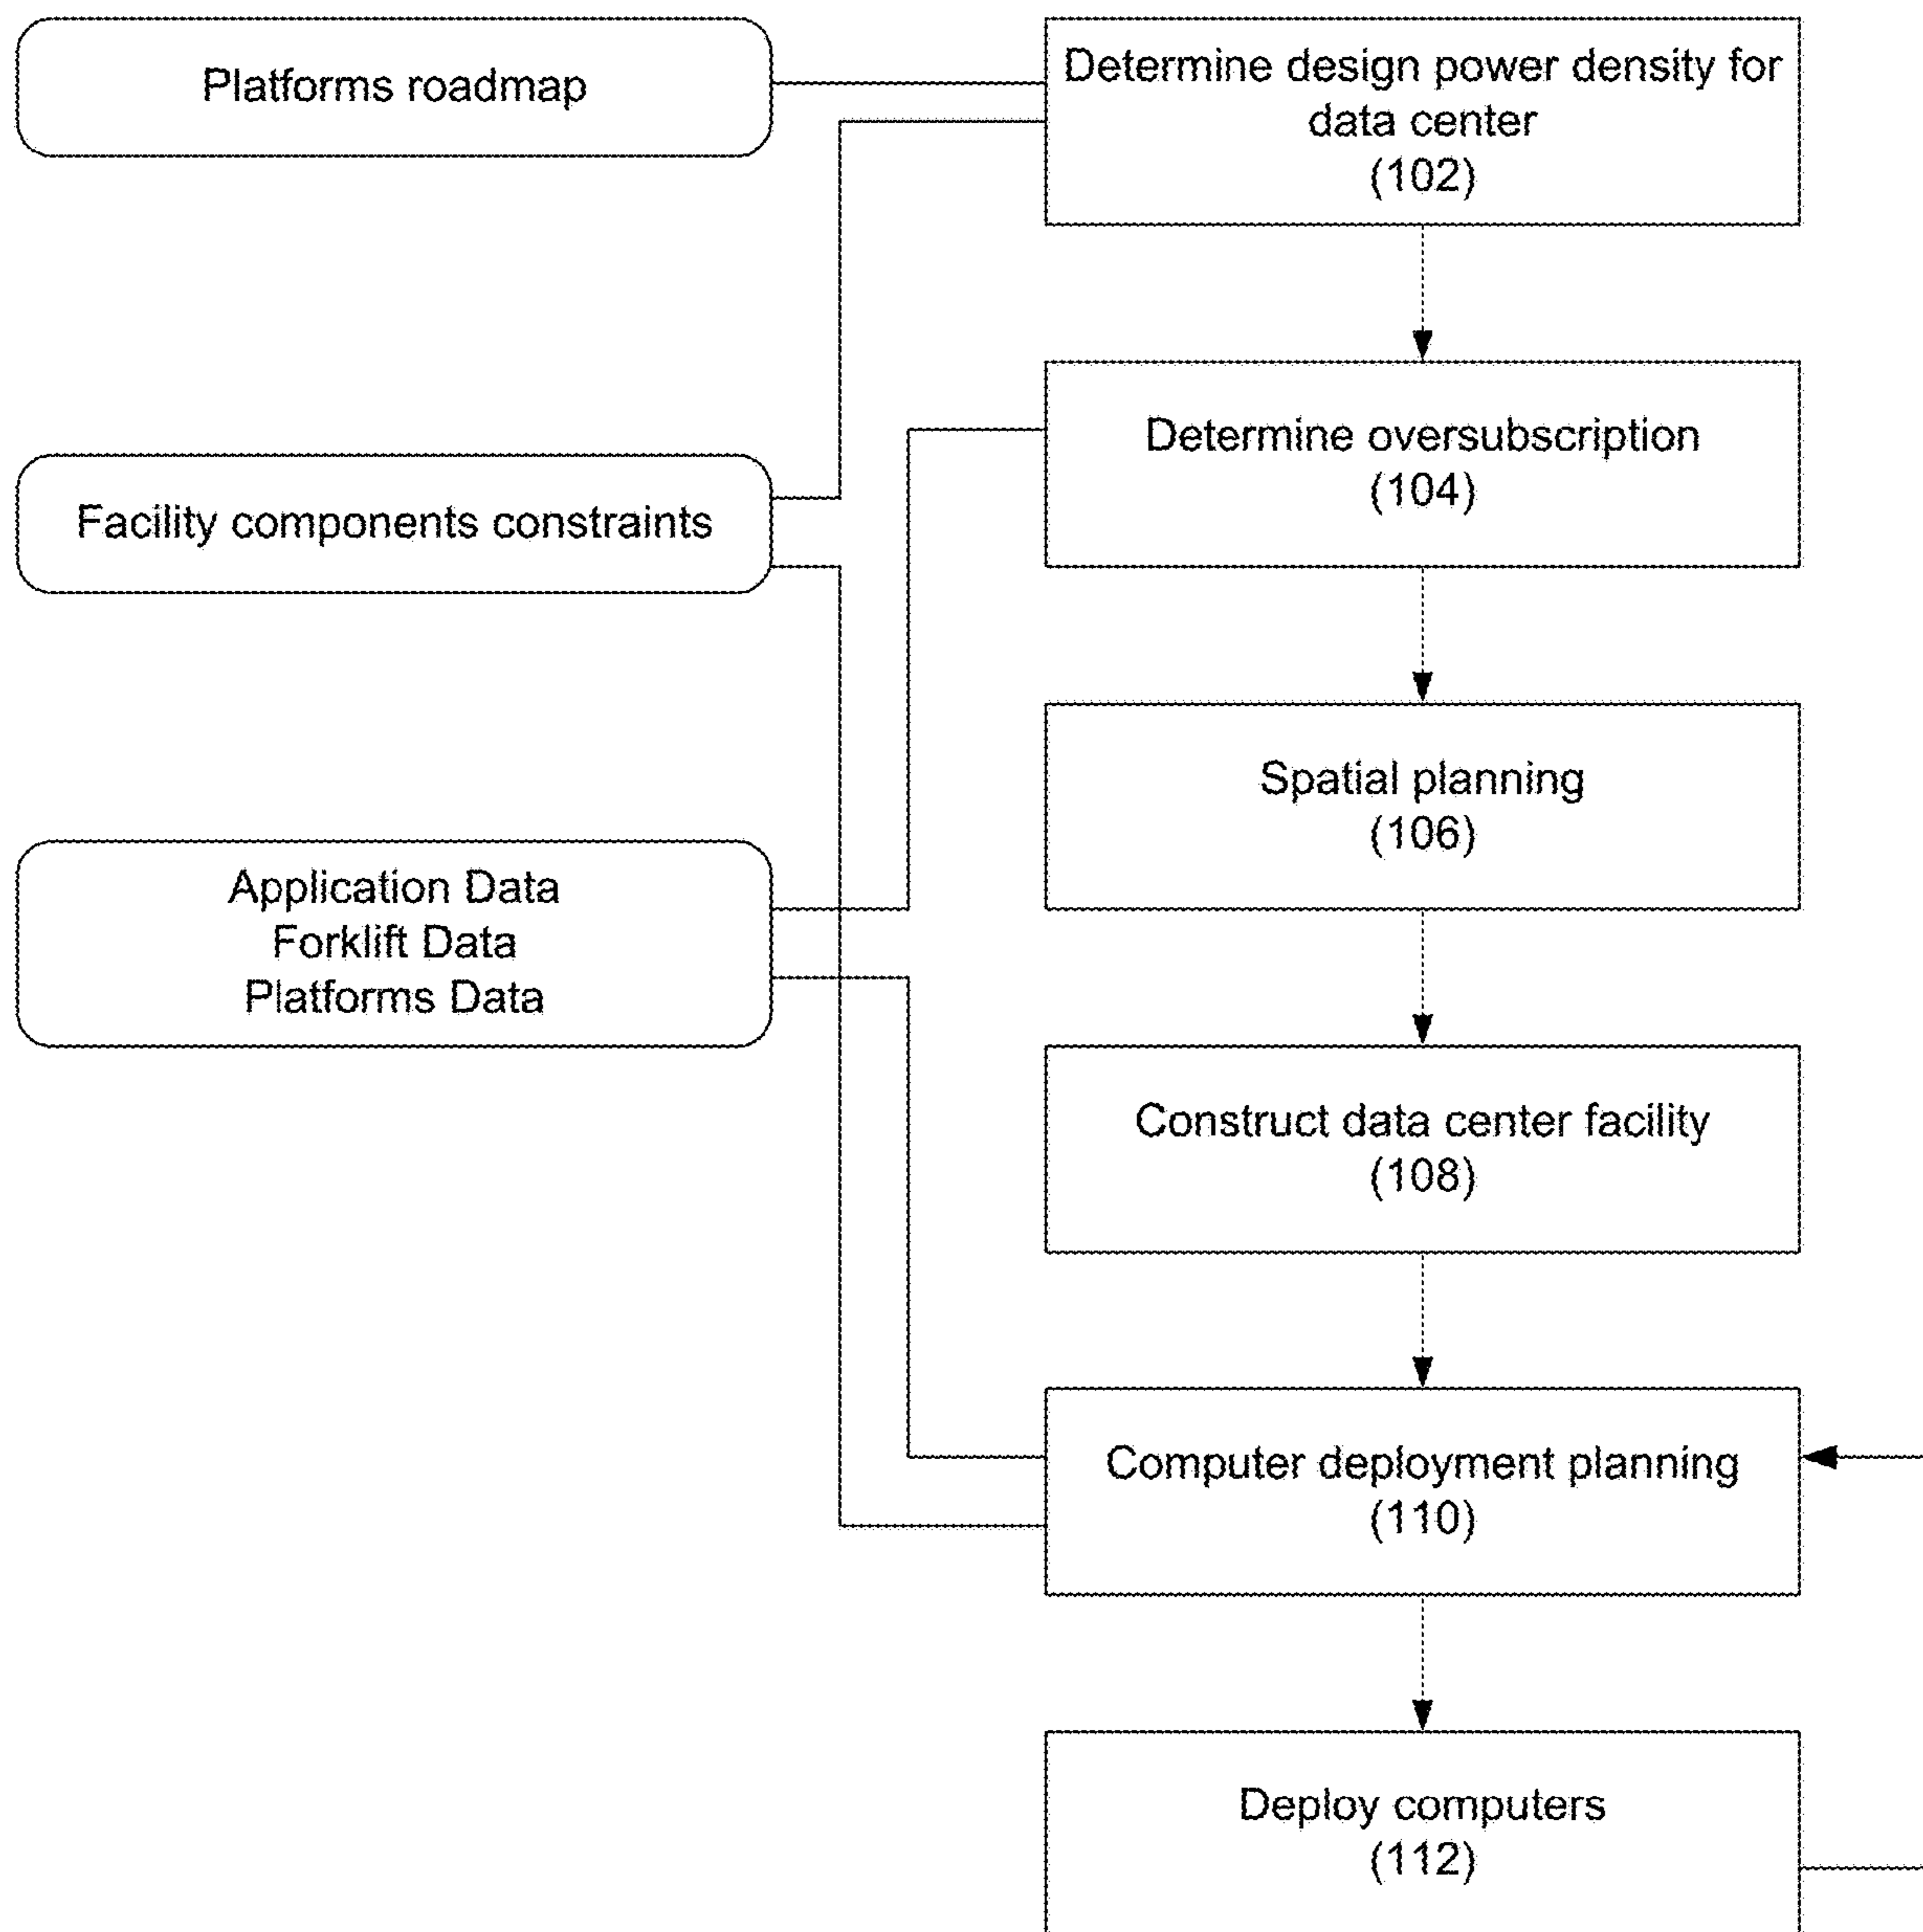 Platforms roadmap
Determine design power density for
data center
(102)
Facility components constraints
Determine oversubscription
(104)
Application Data
Forklift Data
Platforms Data
Spatial planning
(106)
Construct data center facility
(108)
Computer deployment planning
(110)
Deploy computers
(112)